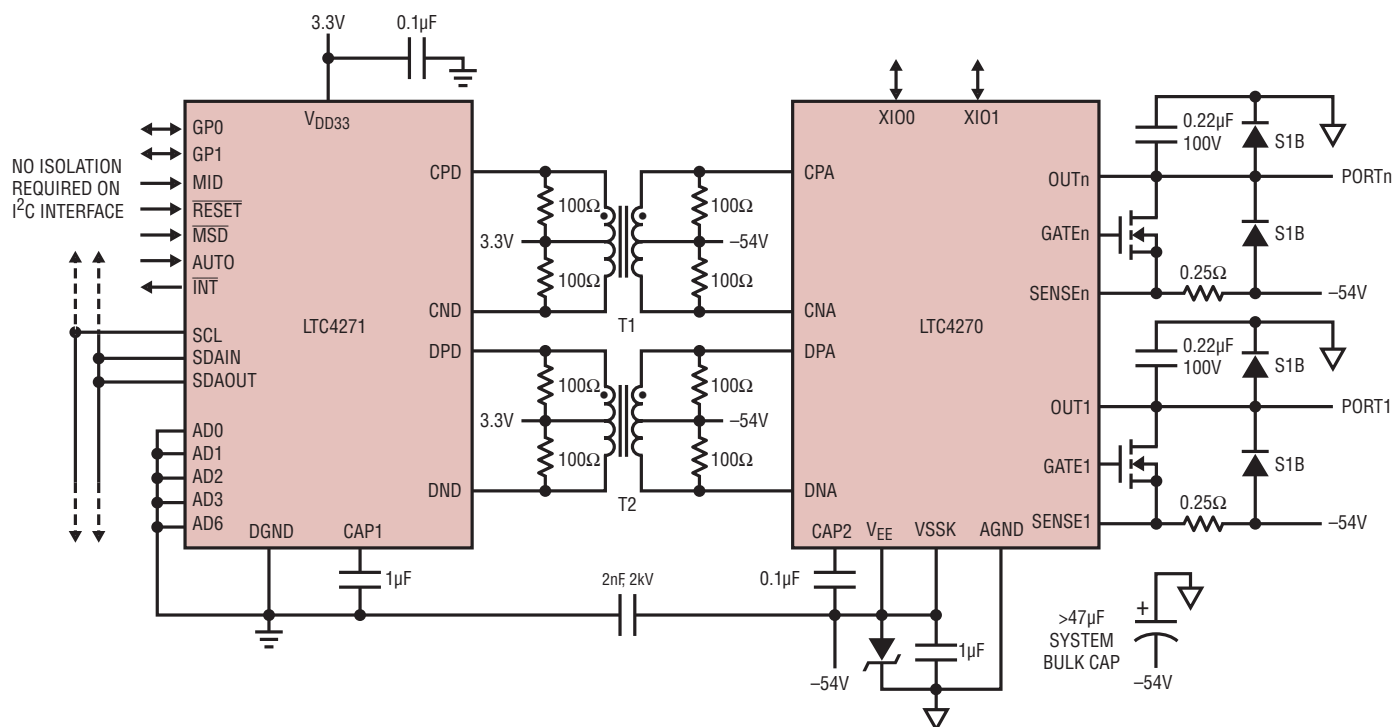 3.3V
0.1µF
NO ISOLATION
REQUIRED ON
I²C INTERFACE
GP0
GP1
MID
RESET
MSD
AUTO
INT
SCL
SDAIN
SDAOUT
AD0
AD1
AD2
AD3
AD6
VDD33
LTC4271
CPD
CND
DPD
DND
DGND
CAP1
1µF
3.3V
100Ω
100Ω
T1
100Ω
100Ω
–54V
3.3V
100Ω
100Ω
T2
100Ω
100Ω
–54V
2nF, 2kV
XIO0
XIO1
CPA
CNA
LTC4270
DPA
DNA
OUTn
GATEn
SENSEn
OUT1
GATE1
SENSE1
CAP2
VEE
VSSK
AGND
0.1µF
–54V
1µF
0.22µF
100V
S1B
PORTn
S1B
0.25Ω
–54V
0.22µF
100V
S1B
PORT1
S1B
0.25Ω
–54V
>47µF
SYSTEM
BULK CAP
+
–54V